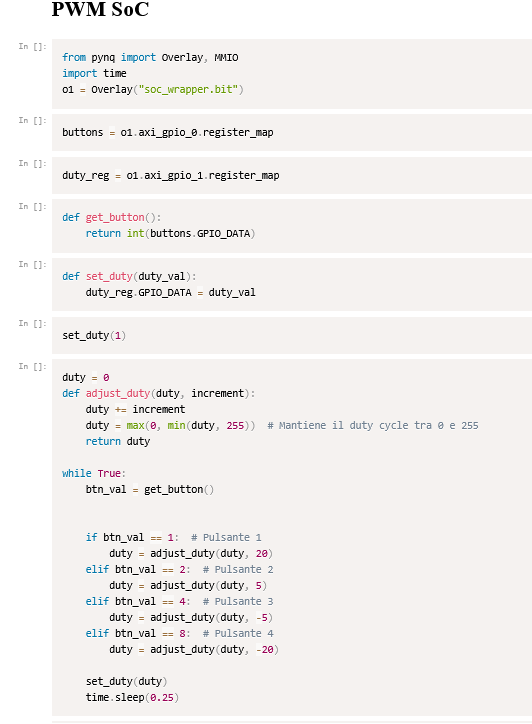 PWM SoC
In []:
from pynq import Overlay, MMIO
import time
o1 = Overlay("soc_wrapper.bit")
In []:
buttons = o1.axi_gpio_0.register_map
In []:
duty_reg = o1.axi_gpio_1.register_map
In []:
def get_button():
    return int(buttons.GPIO_DATA)
In []:
def set_duty(duty_val):
    duty_reg.GPIO_DATA = duty_val
In []:
set_duty(1)
In []:
duty = 0
def adjust_duty(duty, increment):
    duty += increment
    duty = max(0, min(duty, 255))  # Mantiene il duty cycle tra 0 e 255
    return duty
while True:
    btn_val = get_button()
    if btn_val == 1:  # Pulsante 1
        duty = adjust_duty(duty, 20)
    elif btn_val == 2:  # Pulsante 2
        duty = adjust_duty(duty, 5)
    elif btn_val == 4:  # Pulsante 3
        duty = adjust_duty(duty, -5)
    elif btn_val == 8:  # Pulsante 4
        duty = adjust_duty(duty, -20)
    set_duty(duty)
    time.sleep(0.25)